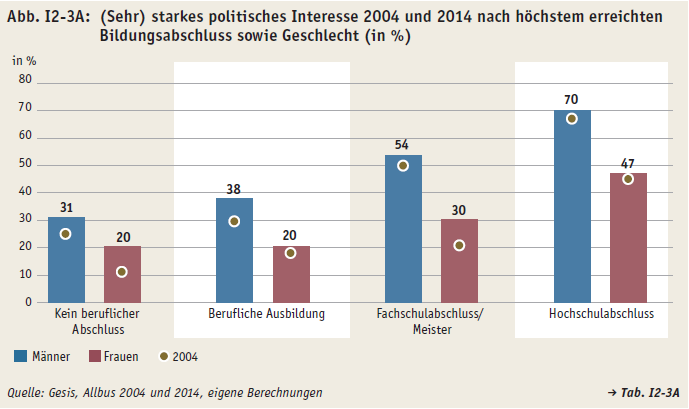 Abb. I2-3A: (Sehr) starkes politisches Interesse 2004 und 2014 nach höchstem erreichten
Bildungsabschluss sowie Geschlecht (in %)
in %
80
70
60
50
40
30
20
10
0
31
20
38
20
54
30
70
47
Kein beruflicher
Abschluss
Berufliche Ausbildung
Fachschulabschluss/
Meister
Hochschulabschluss
Männer
Frauen
2004
Quelle: Gesis, Allbus 2004 und 2014, eigene Berechnungen
→ Tab. I2-3A